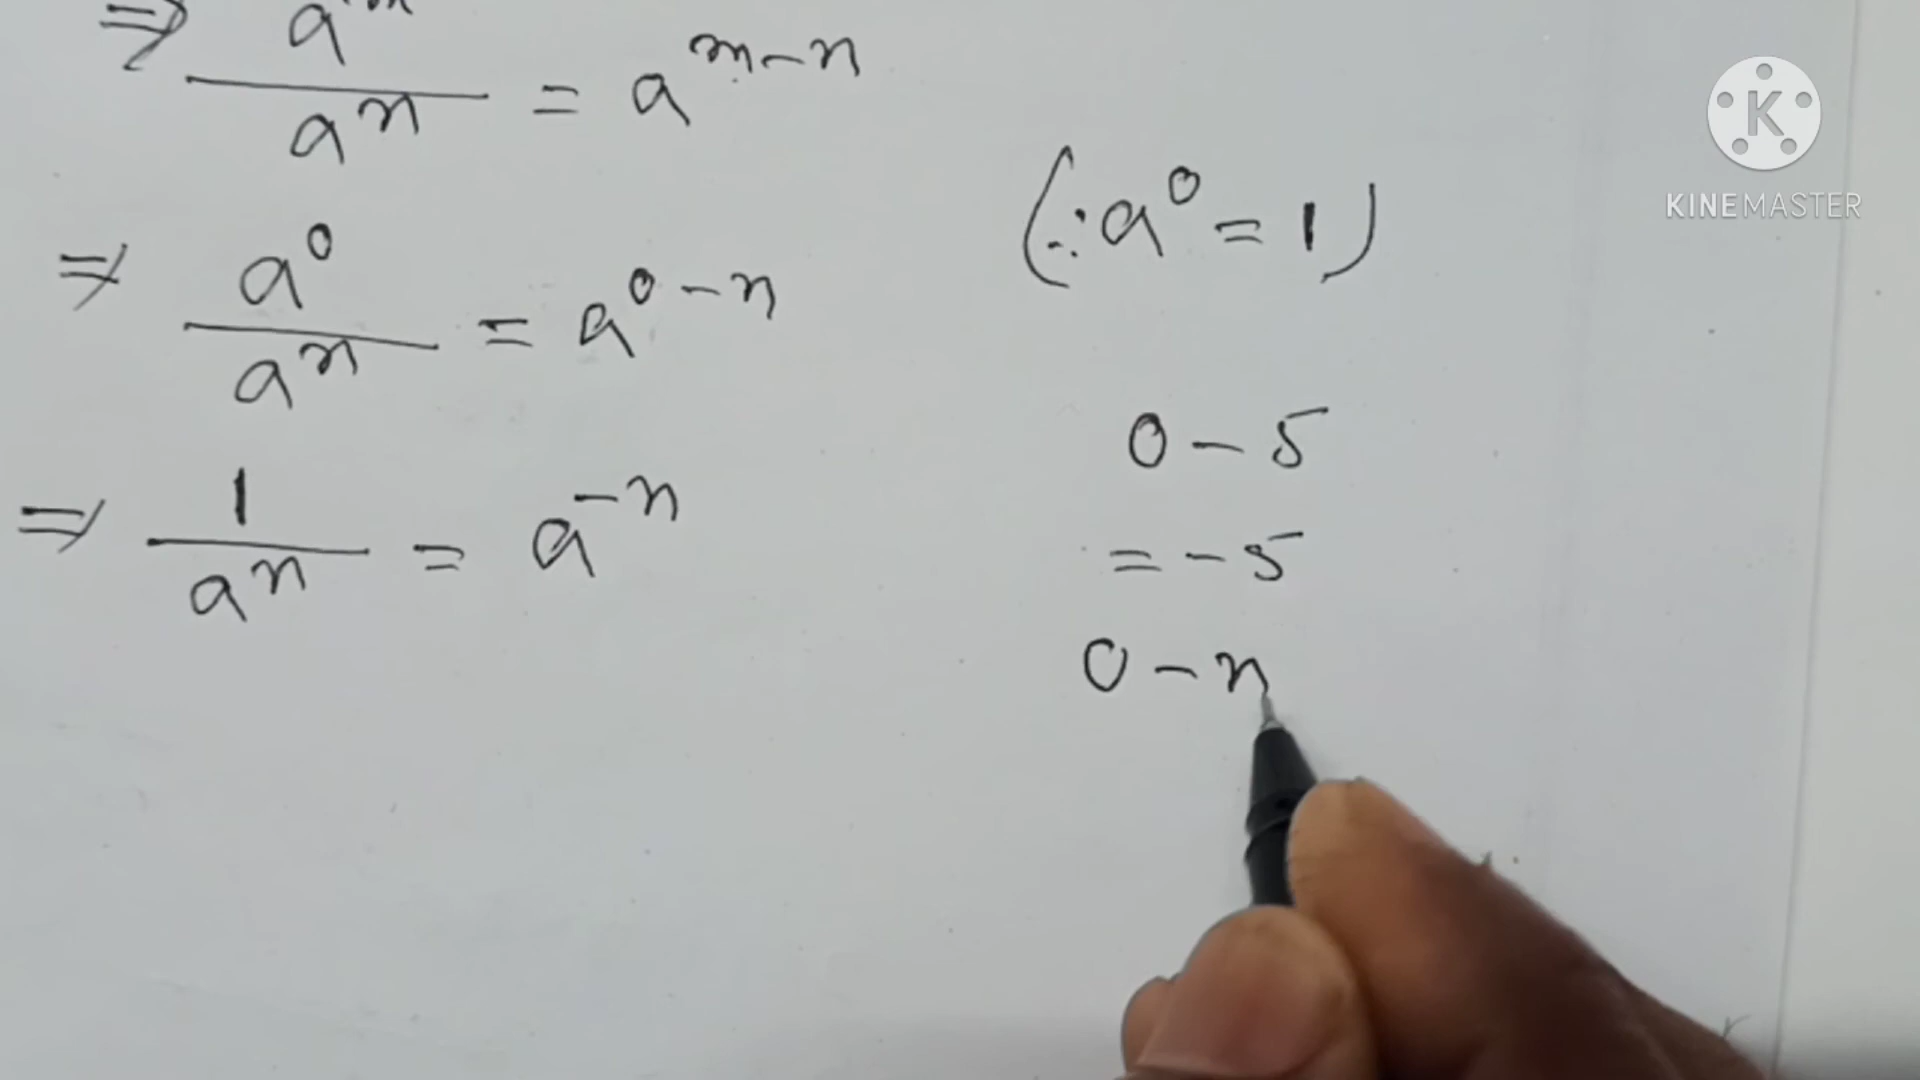 ⇒ a^m / a^n = a^(m-n)
⇒ a^0 / a^n = a^(0-n)
⇒ 1 / a^n = a^(-n)
(∵ a^0 = 1)
0 - 5
= - 5
0 - n
KINEMASTER